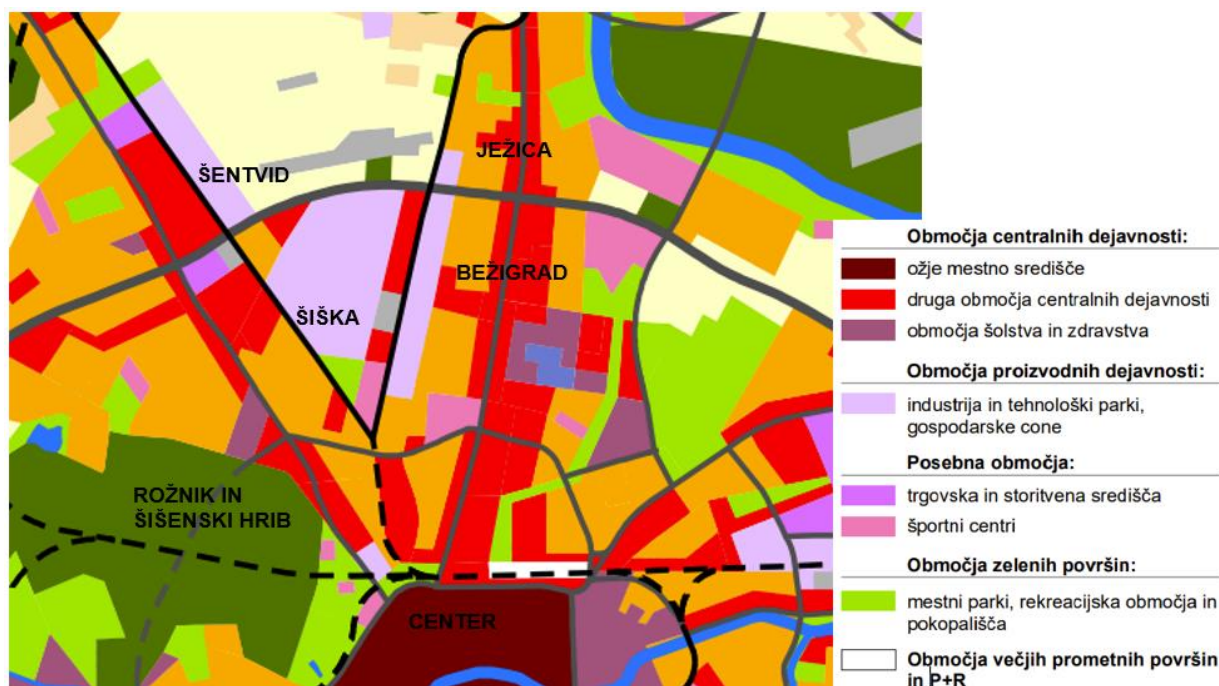 JEŽICA
ŠENTVID
BEŽIGRAD
ŠIŠKA
ROŽNIK IN
ŠIŠENSKI HRIB
CENTER
Območja centralnih dejavnosti:
ožje mestno središče
druga območja centralnih dejavnosti
območja šolstva in zdravstva
Območja proizvodnih dejavnosti:
industrija in tehnološki parki,
gospodarske cone
Posebna območja:
trgovska in storitvena središča
športni centri
Območja zelenih površin:
mestni parki, rekreacijska območja in
pokopališča
Območja večjih prometnih površin
in P+R